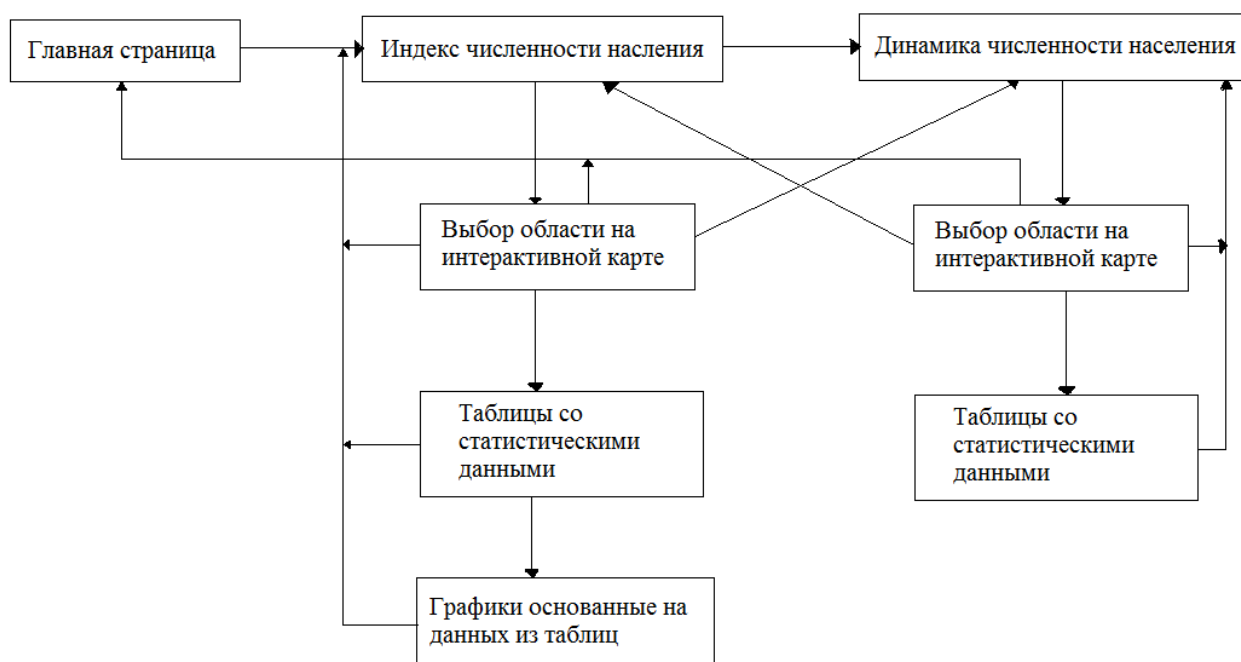 Главная страница
Индекс численности насления
Динамика численности населения
Выбор области на
интерактивной карте
Выбор области на
интерактивной карте
Таблицы со
статистическими
данными
Таблицы со
статистическими
данными
Графики основанные на
данных из таблиц